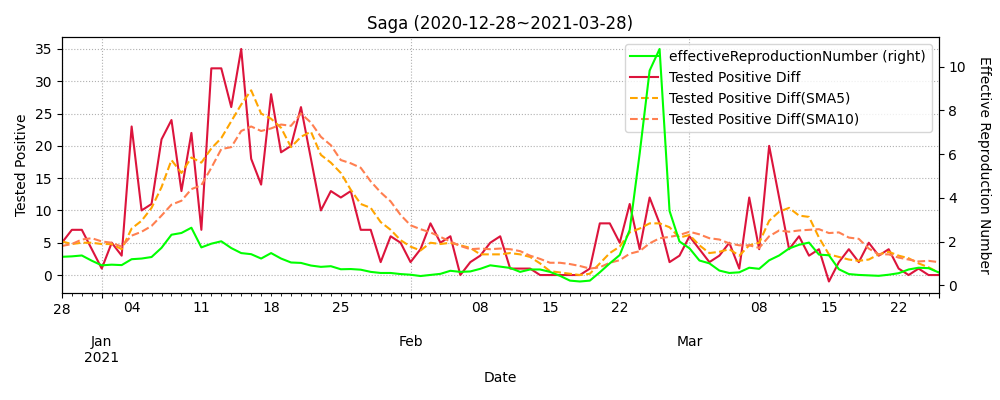 Saga (2020-12-28~2021-03-28)
effectiveReproductionNumber (right)
Tested Positive Diff
Tested Positive Diff(SMA5)
Tested Positive Diff(SMA10)
Tested Positive
35
30
25
20
15
10
5
0
Effective Reproduction Number
10
8
6
4
2
0
28 04 11 18 25 08 15 22 08 15 22
Jan Feb Mar
2021
Date